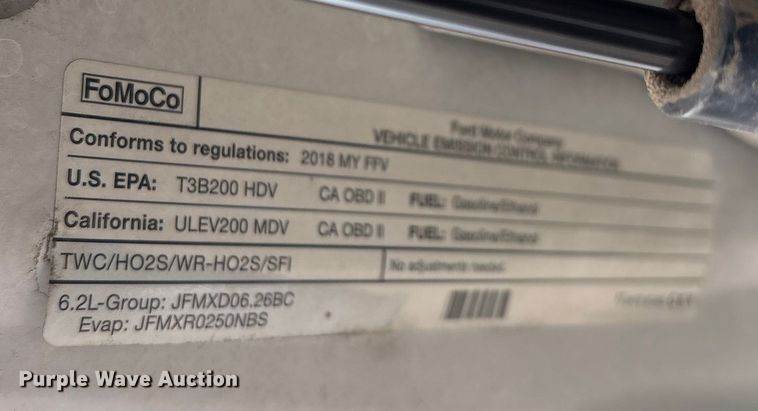 FoMoCo
Ford Motor Company
VEHICLE EMISSION CONTROL INFORMATION
Conforms to regulations: 2018 MY FFV
U.S. EPA: T3B200 HDV CA OBD II FUEL: Gasoline/Ethanol
California: ULEV200 MDV CA OBD II FUEL: Gasoline/Ethanol
TWC/HO2S/WR-HO2S/SFI No adjustments needed.
6.2L-Group: JFMXD06.26BC
Evap: JFMXR0250NBS
Purple Wave Auction